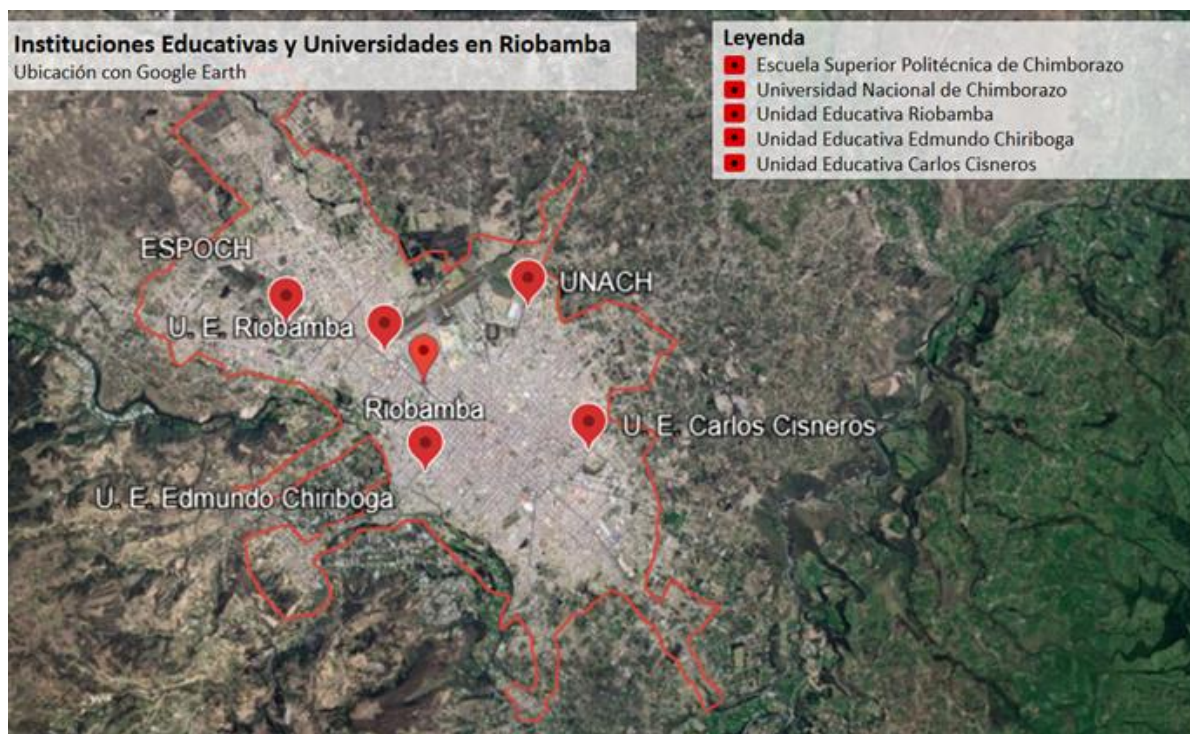 Instituciones Educativas y Universidades en Riobamba
Ubicación con Google Earth
Leyenda
Escuela Superior Politécnica de Chimborazo
Universidad Nacional de Chimborazo
Unidad Educativa Riobamba
Unidad Educativa Edmundo Chiriboga
Unidad Educativa Carlos Cisneros
ESPOCH
UNACH
U. E. Riobamba
Riobamba
U. E. Carlos Cisneros
U. E. Edmundo Chiriboga